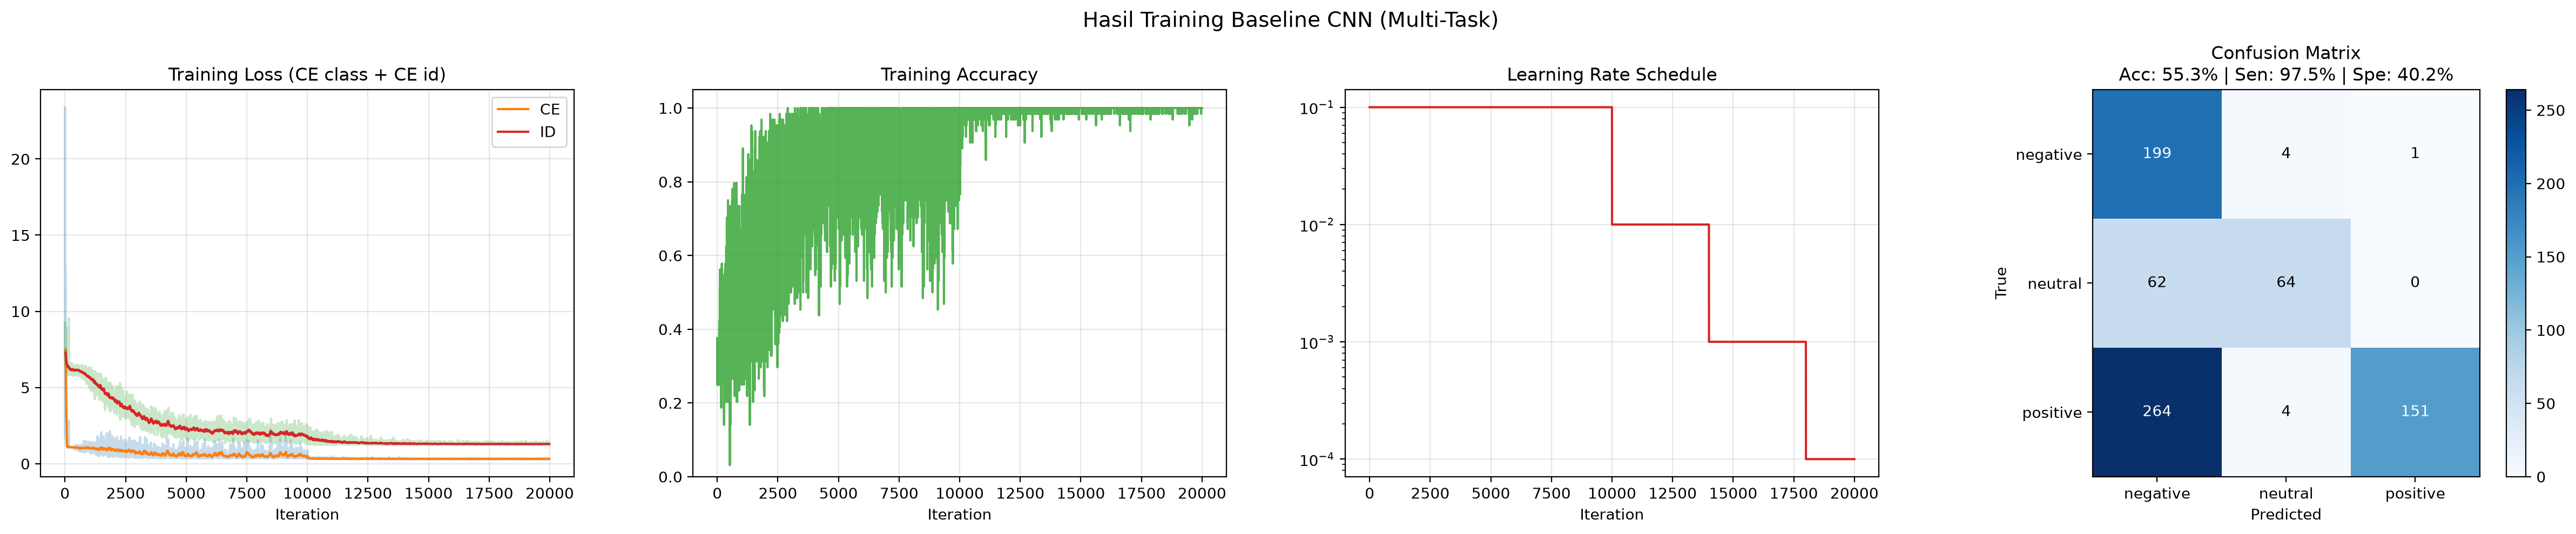 Hasil Training Baseline CNN (Multi-Task)
Training Loss (CE class + CE id)
CE
ID
20
15
10
5
0
0 2500 5000 7500 10000 12500 15000 17500 20000
Iteration
Training Accuracy
1.0
0.8
0.6
0.4
0.2
0.0
0 2500 5000 7500 10000 12500 15000 17500 20000
Iteration
Learning Rate Schedule
10⁻¹
10⁻²
10⁻³
10⁻⁴
0 2500 5000 7500 10000 12500 15000 17500 20000
Iteration
Confusion Matrix
Acc: 55.3% | Sen: 97.5% | Spe: 40.2%
True
negative 199 4 1
neutral 62 64 0
positive 264 4 151
negative neutral positive
Predicted
250
200
150
100
50
0